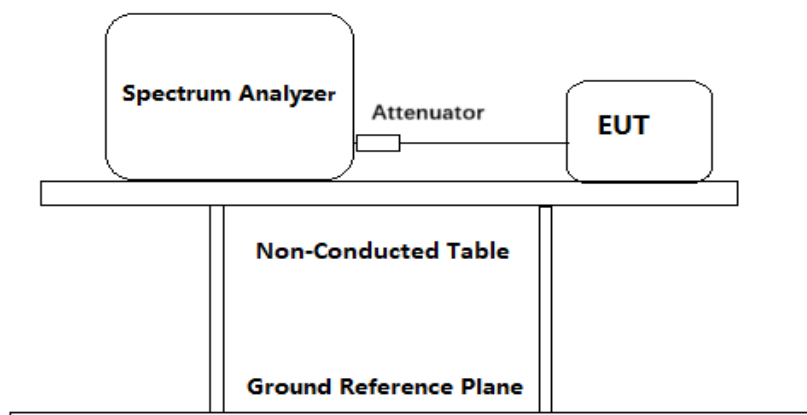 Spectrum Analyzer
Attenuator
EUT
Non-Conducted Table
Ground Reference Plane